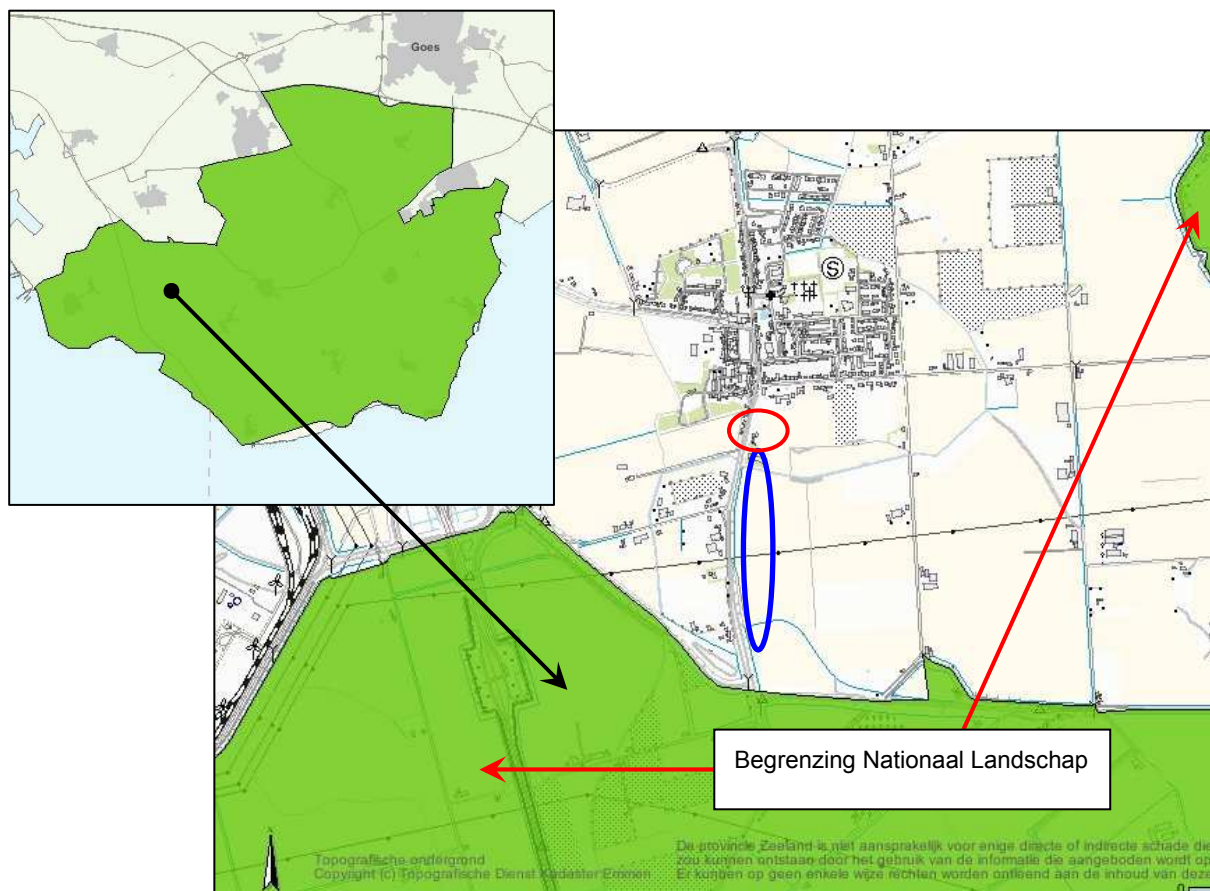 Goes
S
Begrenzing Nationaal Landschap
Topografische ondergrond
Copyright (c) Topografische Dienst Kadaster Emmen
De provincie Zeeland is niet aansprakelijk voor enige directe of indirecte schade die
zou kunnen ontstaan door het gebruik van de informatie die aangeboden wordt op
Er kunnen op geen enkele wijze rechten worden ontleend aan de inhoud van deze